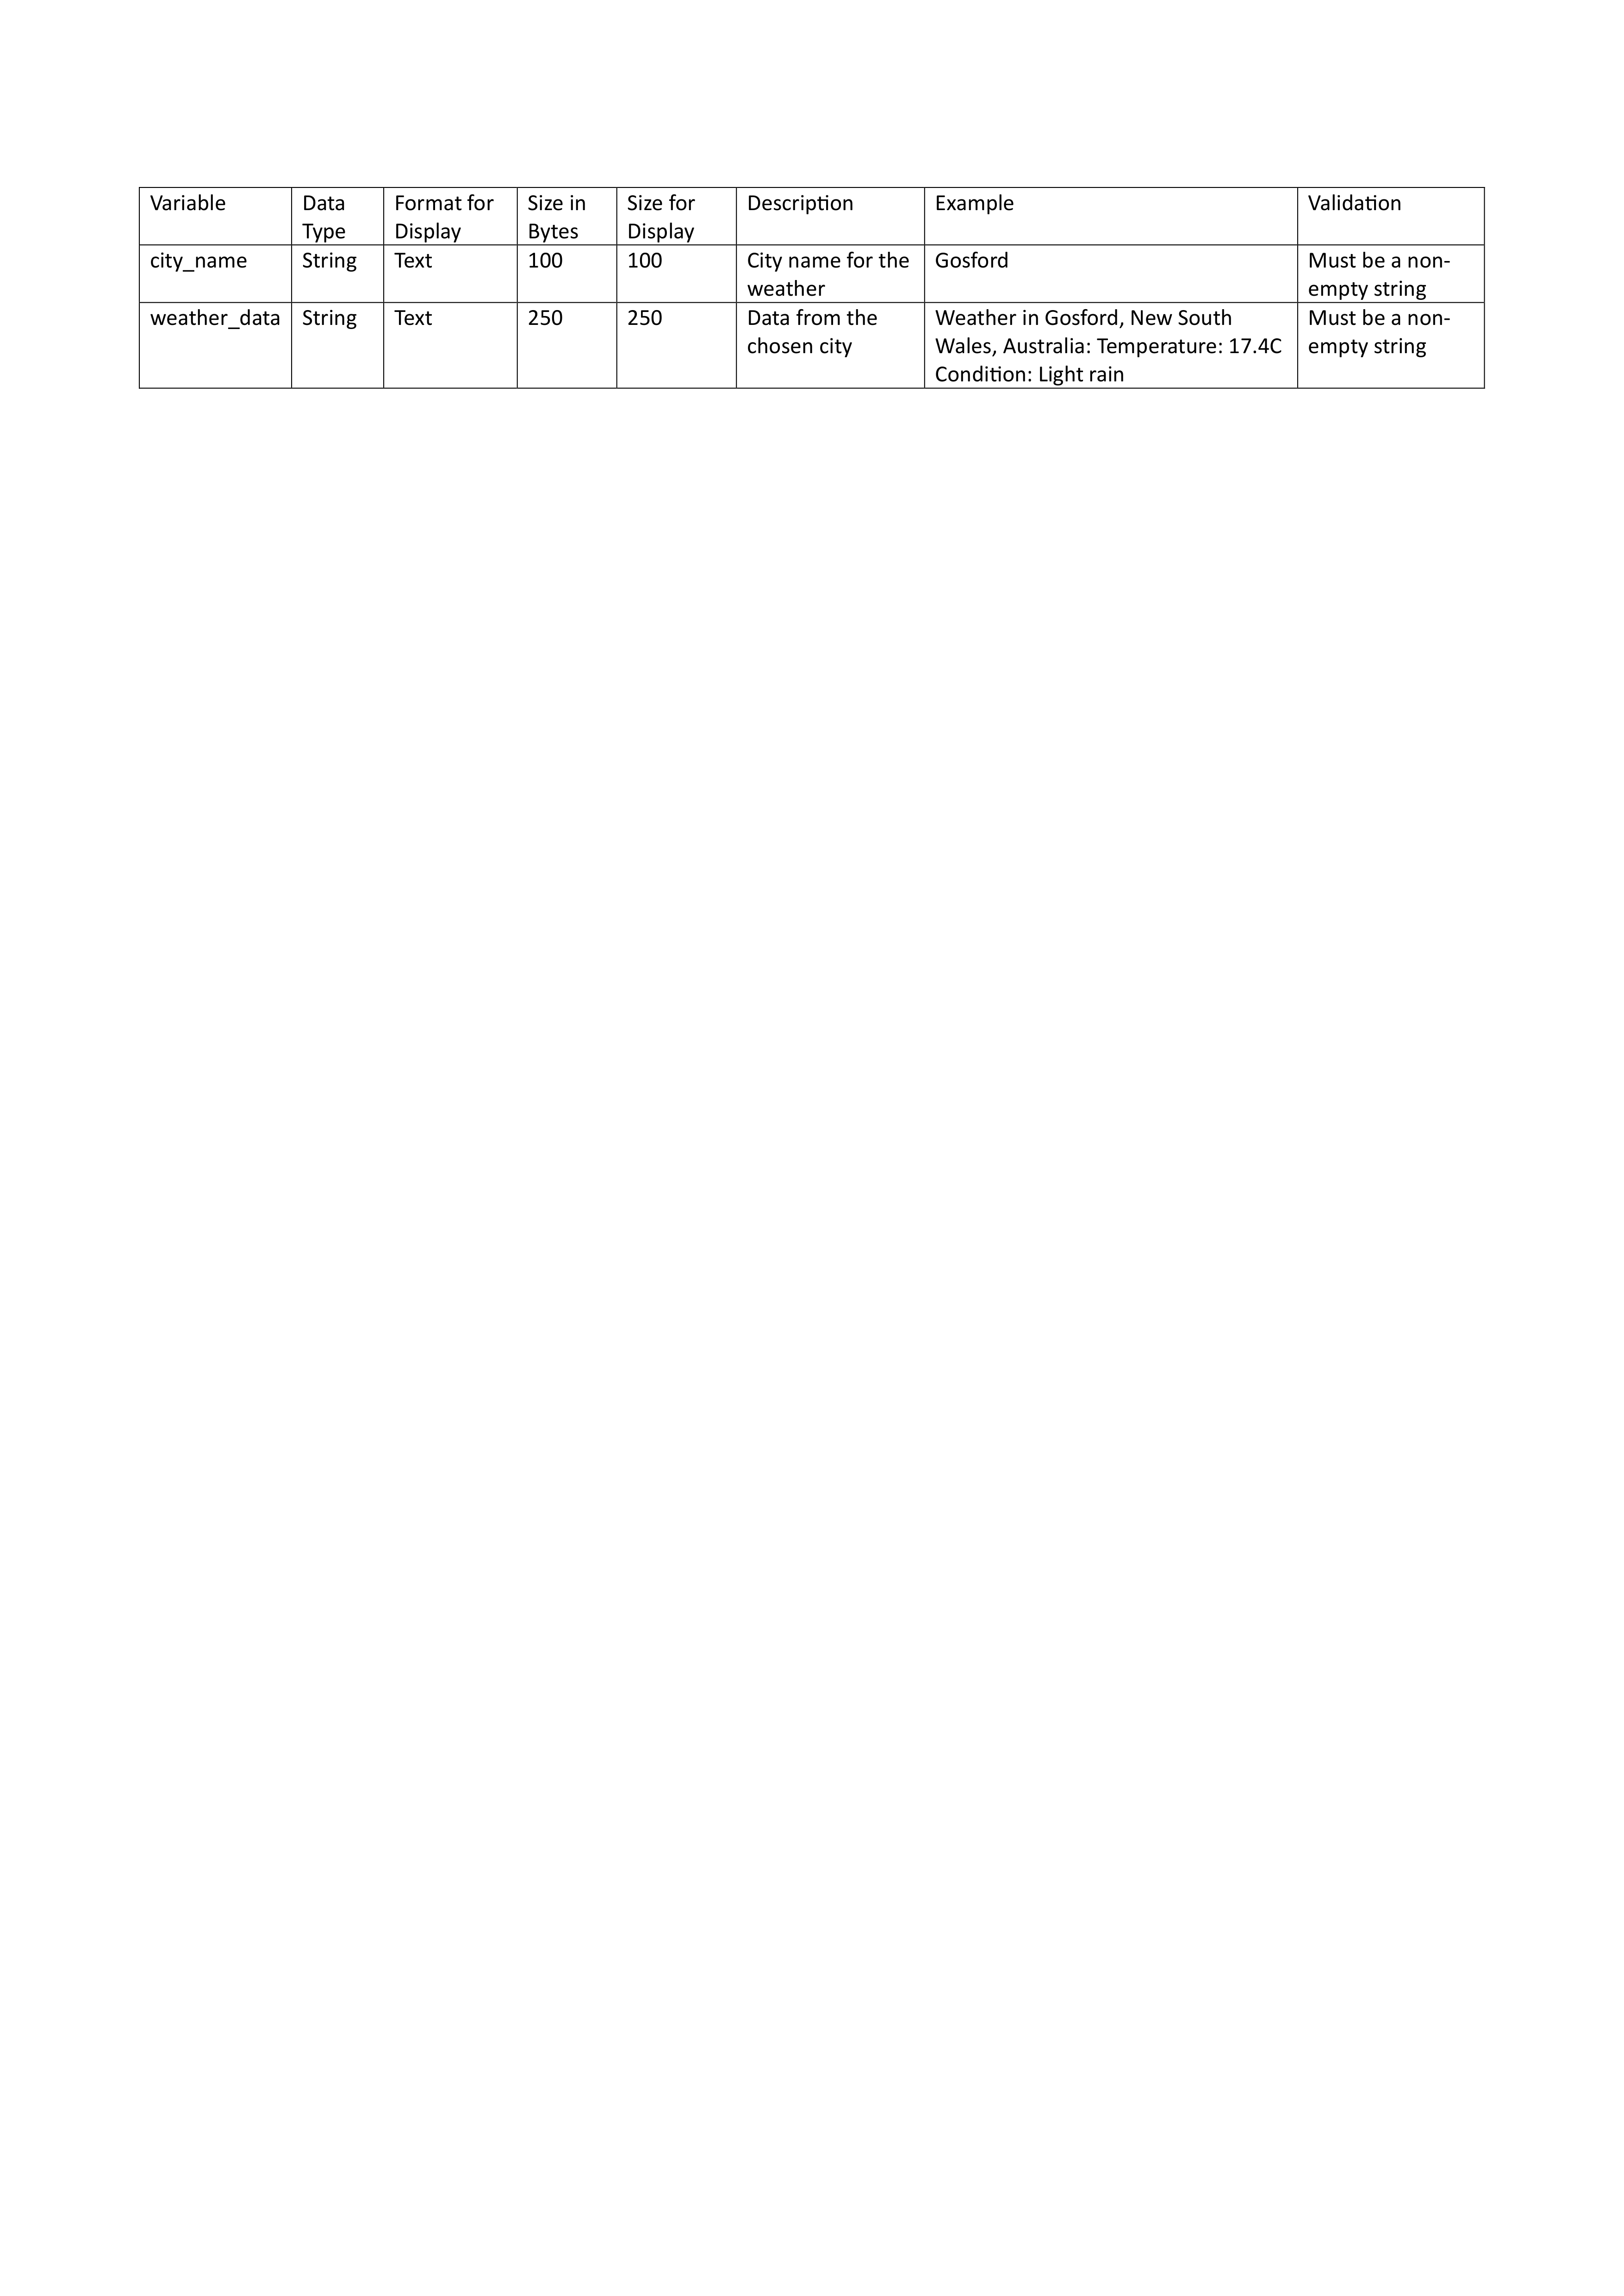 Variable Data Type Format for Display Size in Bytes Size for Display Description Example Validation
city_name String Text 100 100 City name for the weather Gosford Must be a non-empty string
weather_data String Text 250 250 Data from the chosen city Weather in Gosford, New South Wales, Australia: Temperature: 17.4C Condition: Light rain Must be a non-empty string